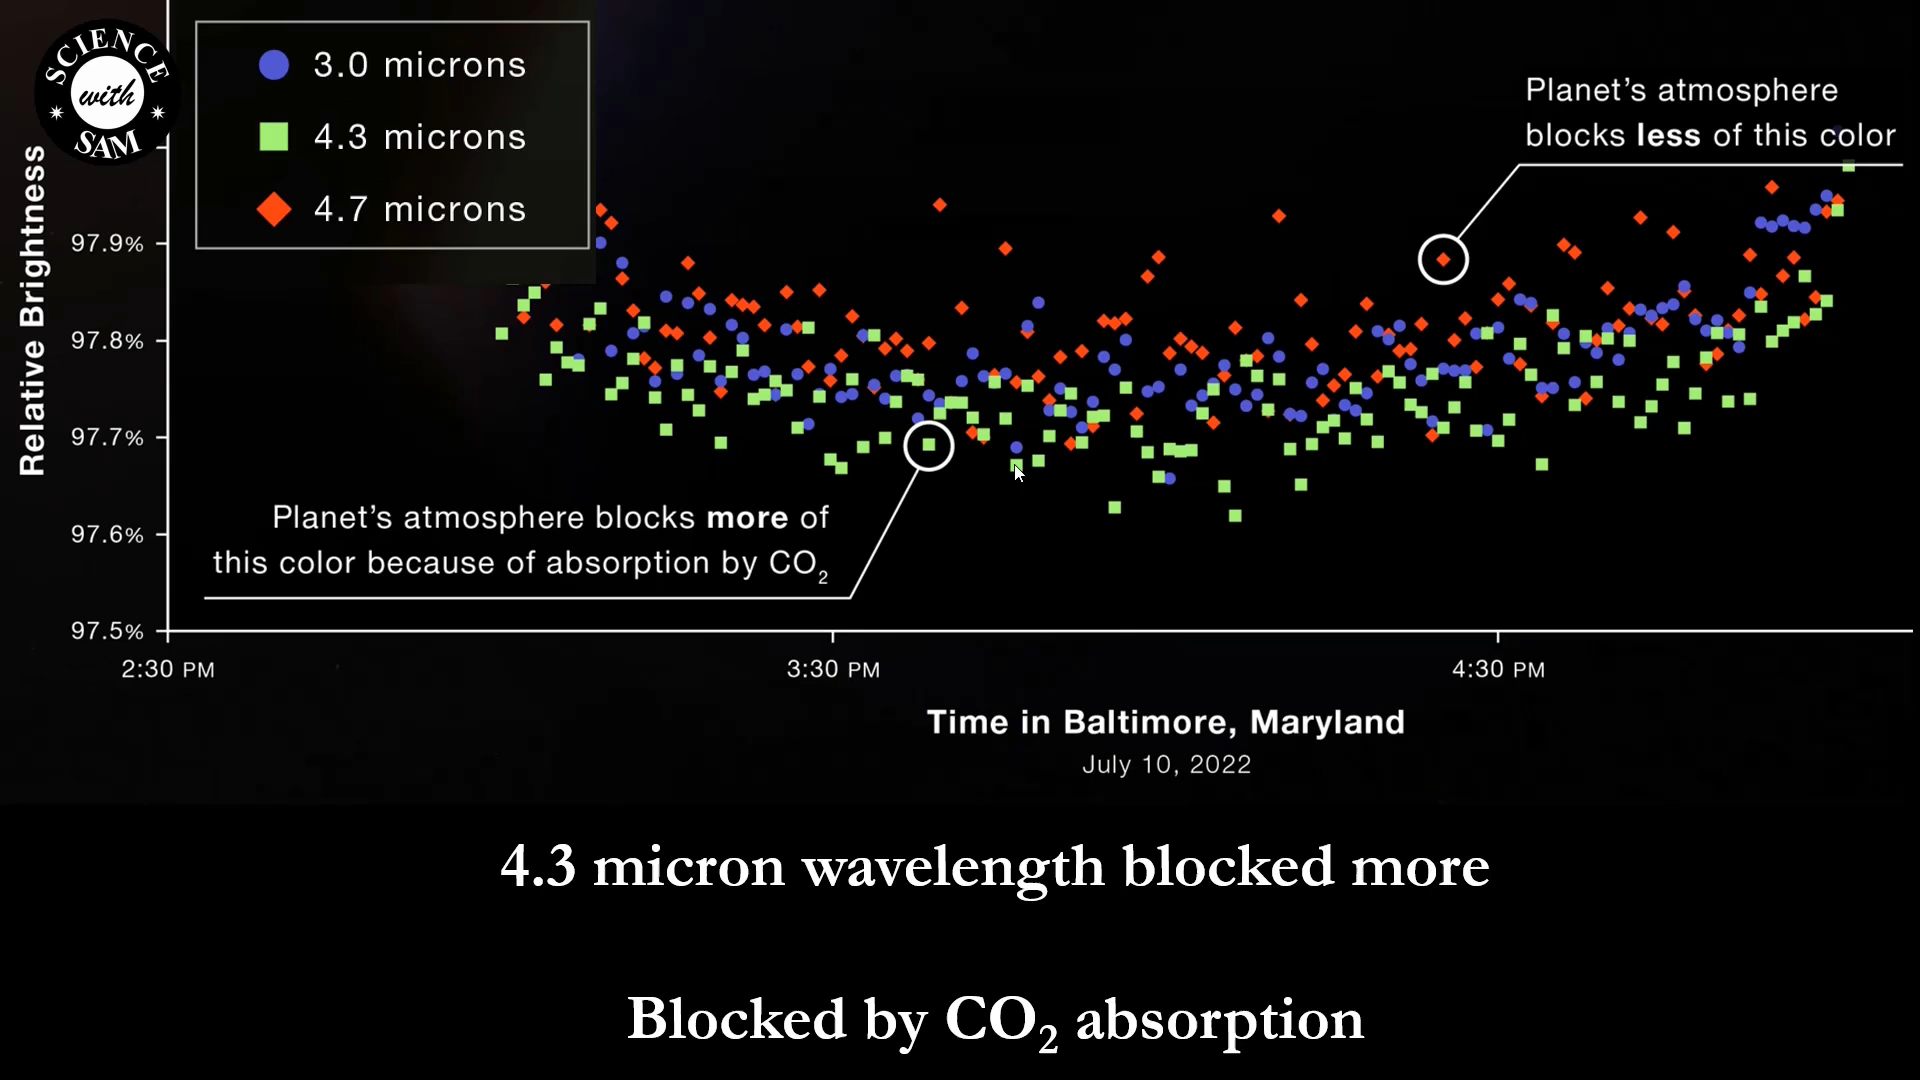 SCIENCE
with
SAM
3.0 microns
4.3 microns
4.7 microns
Planet's atmosphere
blocks less of this color
Relative Brightness
97.9%
97.8%
97.7%
97.6%
97.5%
Planet's atmosphere blocks more of
this color because of absorption by CO₂
2:30 PM
3:30 PM
4:30 PM
Time in Baltimore, Maryland
July 10, 2022
4.3 micron wavelength blocked more
Blocked by CO₂ absorption